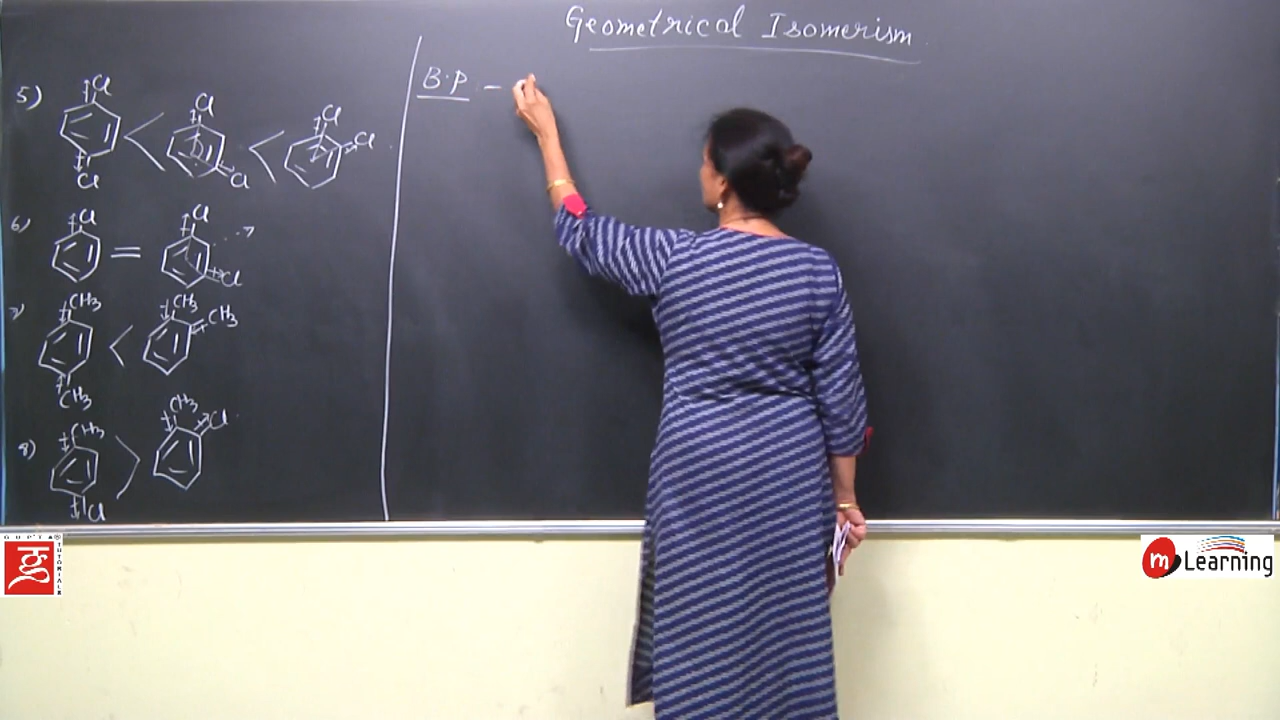 Geometrical Isomerism
5) Cl Cl < Cl Cl < Cl Cl
6) Cl = Cl Cl
7) CH3 CH3 < CH3 CH3
8) CH3 Cl > CH3 Cl
B.P -
GUPTA
TUTORIALS
m Learning